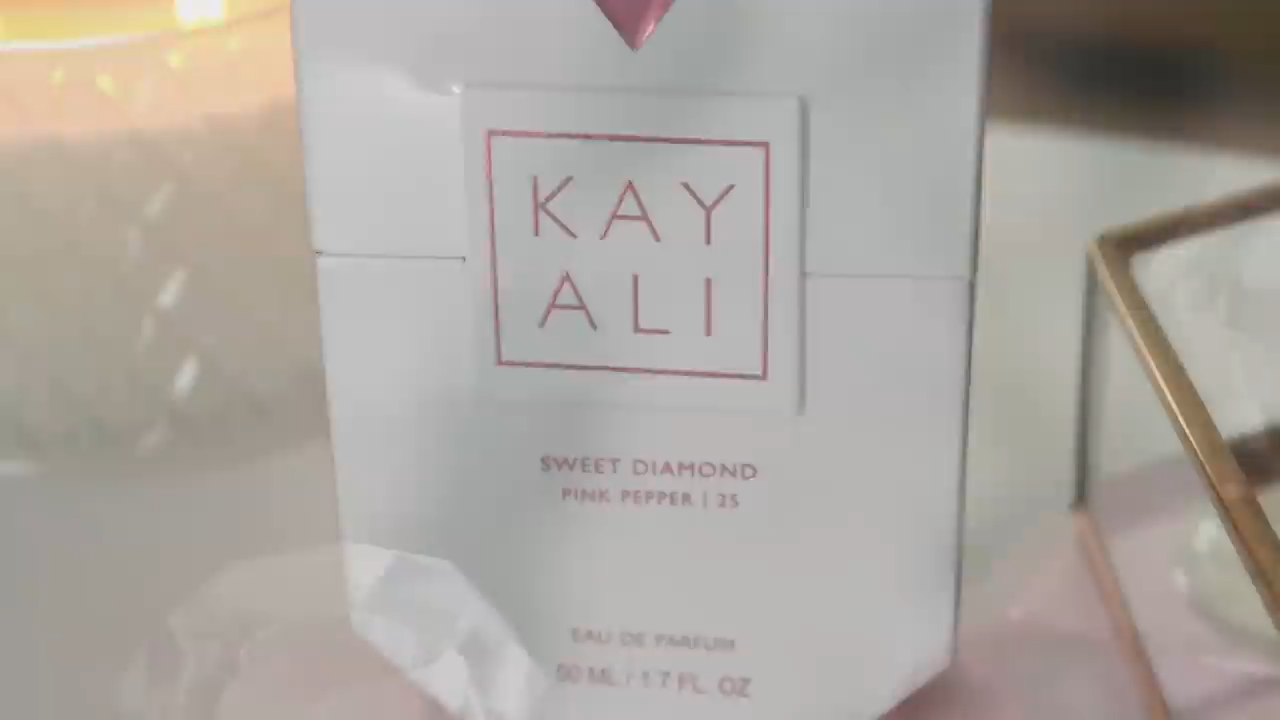 KAY
ALI
SWEET DIAMOND
PINK PEPPER | 25
EAU DE PARFUM
50 ML / 1.7 FL. OZ